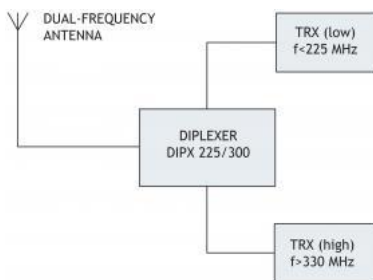 DUAL-FREQUENCY
ANTENNA
TRX (low)
f<225 MHz
DIPLEXER
DIPX 225/300
TRX (high)
f>330 MHz